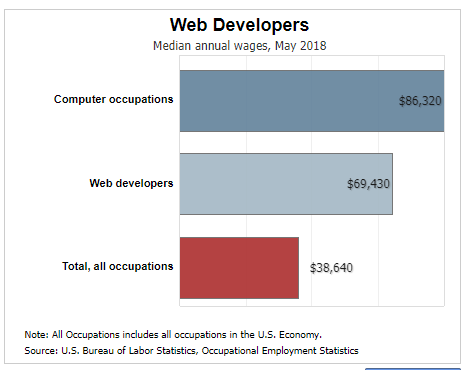 Web Developers
Median annual wages, May 2018
Computer occupations
$86,320
Web developers
$69,430
Total, all occupations
$38,640
Note: All Occupations includes all occupations in the U.S. Economy.
Source: U.S. Bureau of Labor Statistics, Occupational Employment Statistics